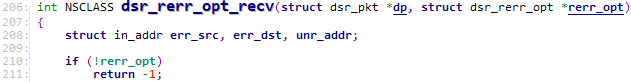 206: int NSCLASS dsr_rerr_opt_recv(struct dsr_pkt *dp, struct dsr_rerr_opt *rerr_opt)
207: {
208:     struct in_addr err_src, err_dst, unr_addr;
209:
210:     if (!rerr_opt)
211:         return -1;